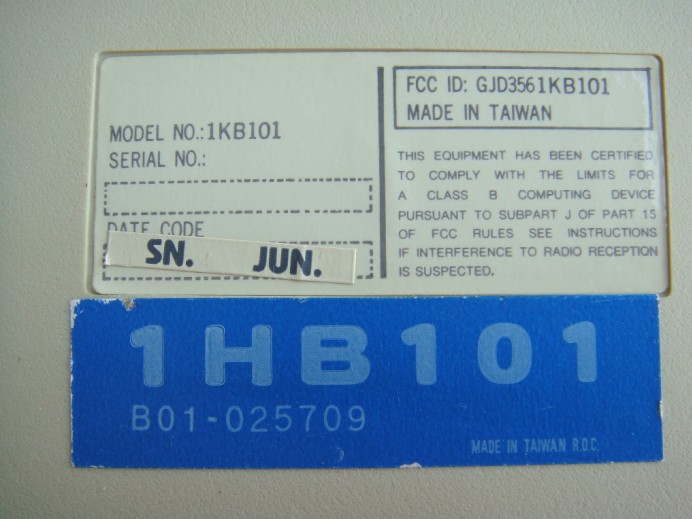 MODEL NO.:1KB101
SERIAL NO.:
DATE CODE
SN. JUN.
FCC ID: GJD3561KB101
MADE IN TAIWAN
THIS EQUIPMENT HAS BEEN CERTIFIED
TO COMPLY WITH THE LIMITS FOR
A CLASS B COMPUTING DEVICE
PURSUANT TO SUBPART J OF PART 15
OF FCC RULES SEE INSTRUCTIONS
IF INTERFERENCE TO RADIO RECEPTION
IS SUSPECTED.
1HB101
B01-025709
MADE IN TAIWAN R.O.C.